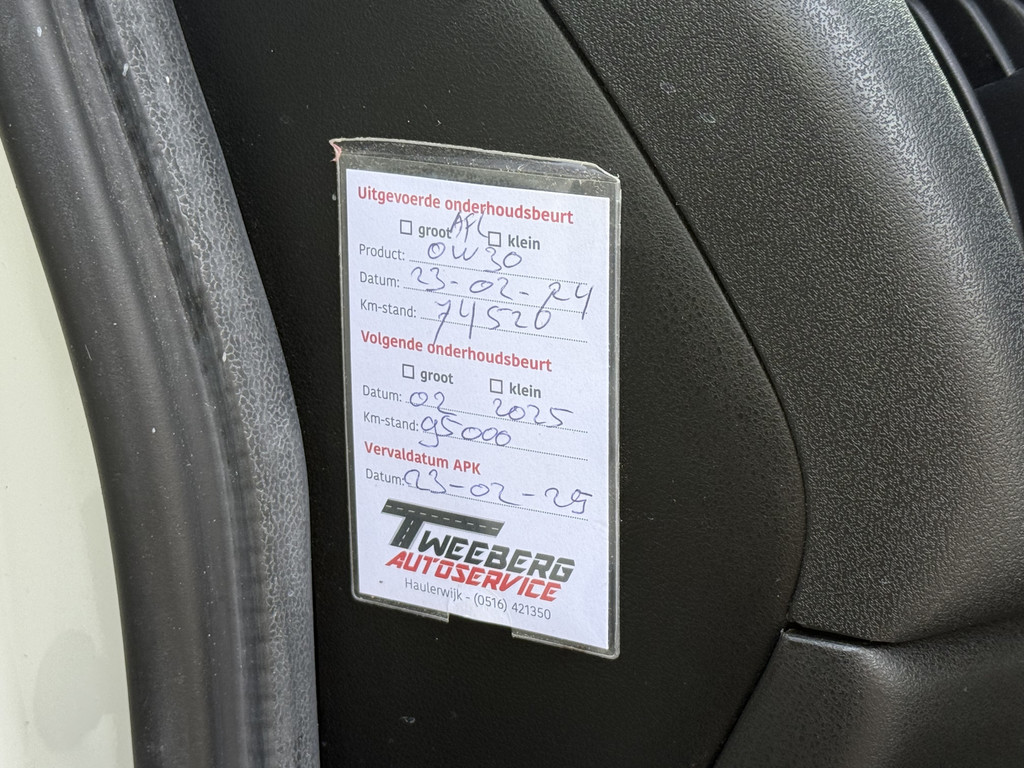 Uitgevoerde onderhoudsbeurt
AFL
☐ groot ☐ klein
Product: 0W30
Datum: 23-02-24
Km-stand: 74520
Volgende onderhoudsbeurt
☐ groot ☐ klein
Datum: 02 2025
Km-stand: 95000
Vervaldatum APK
Datum: 23-02-25
TWEEBERG
AUTOSERVICE
Haulerwijk - (0516) 421350